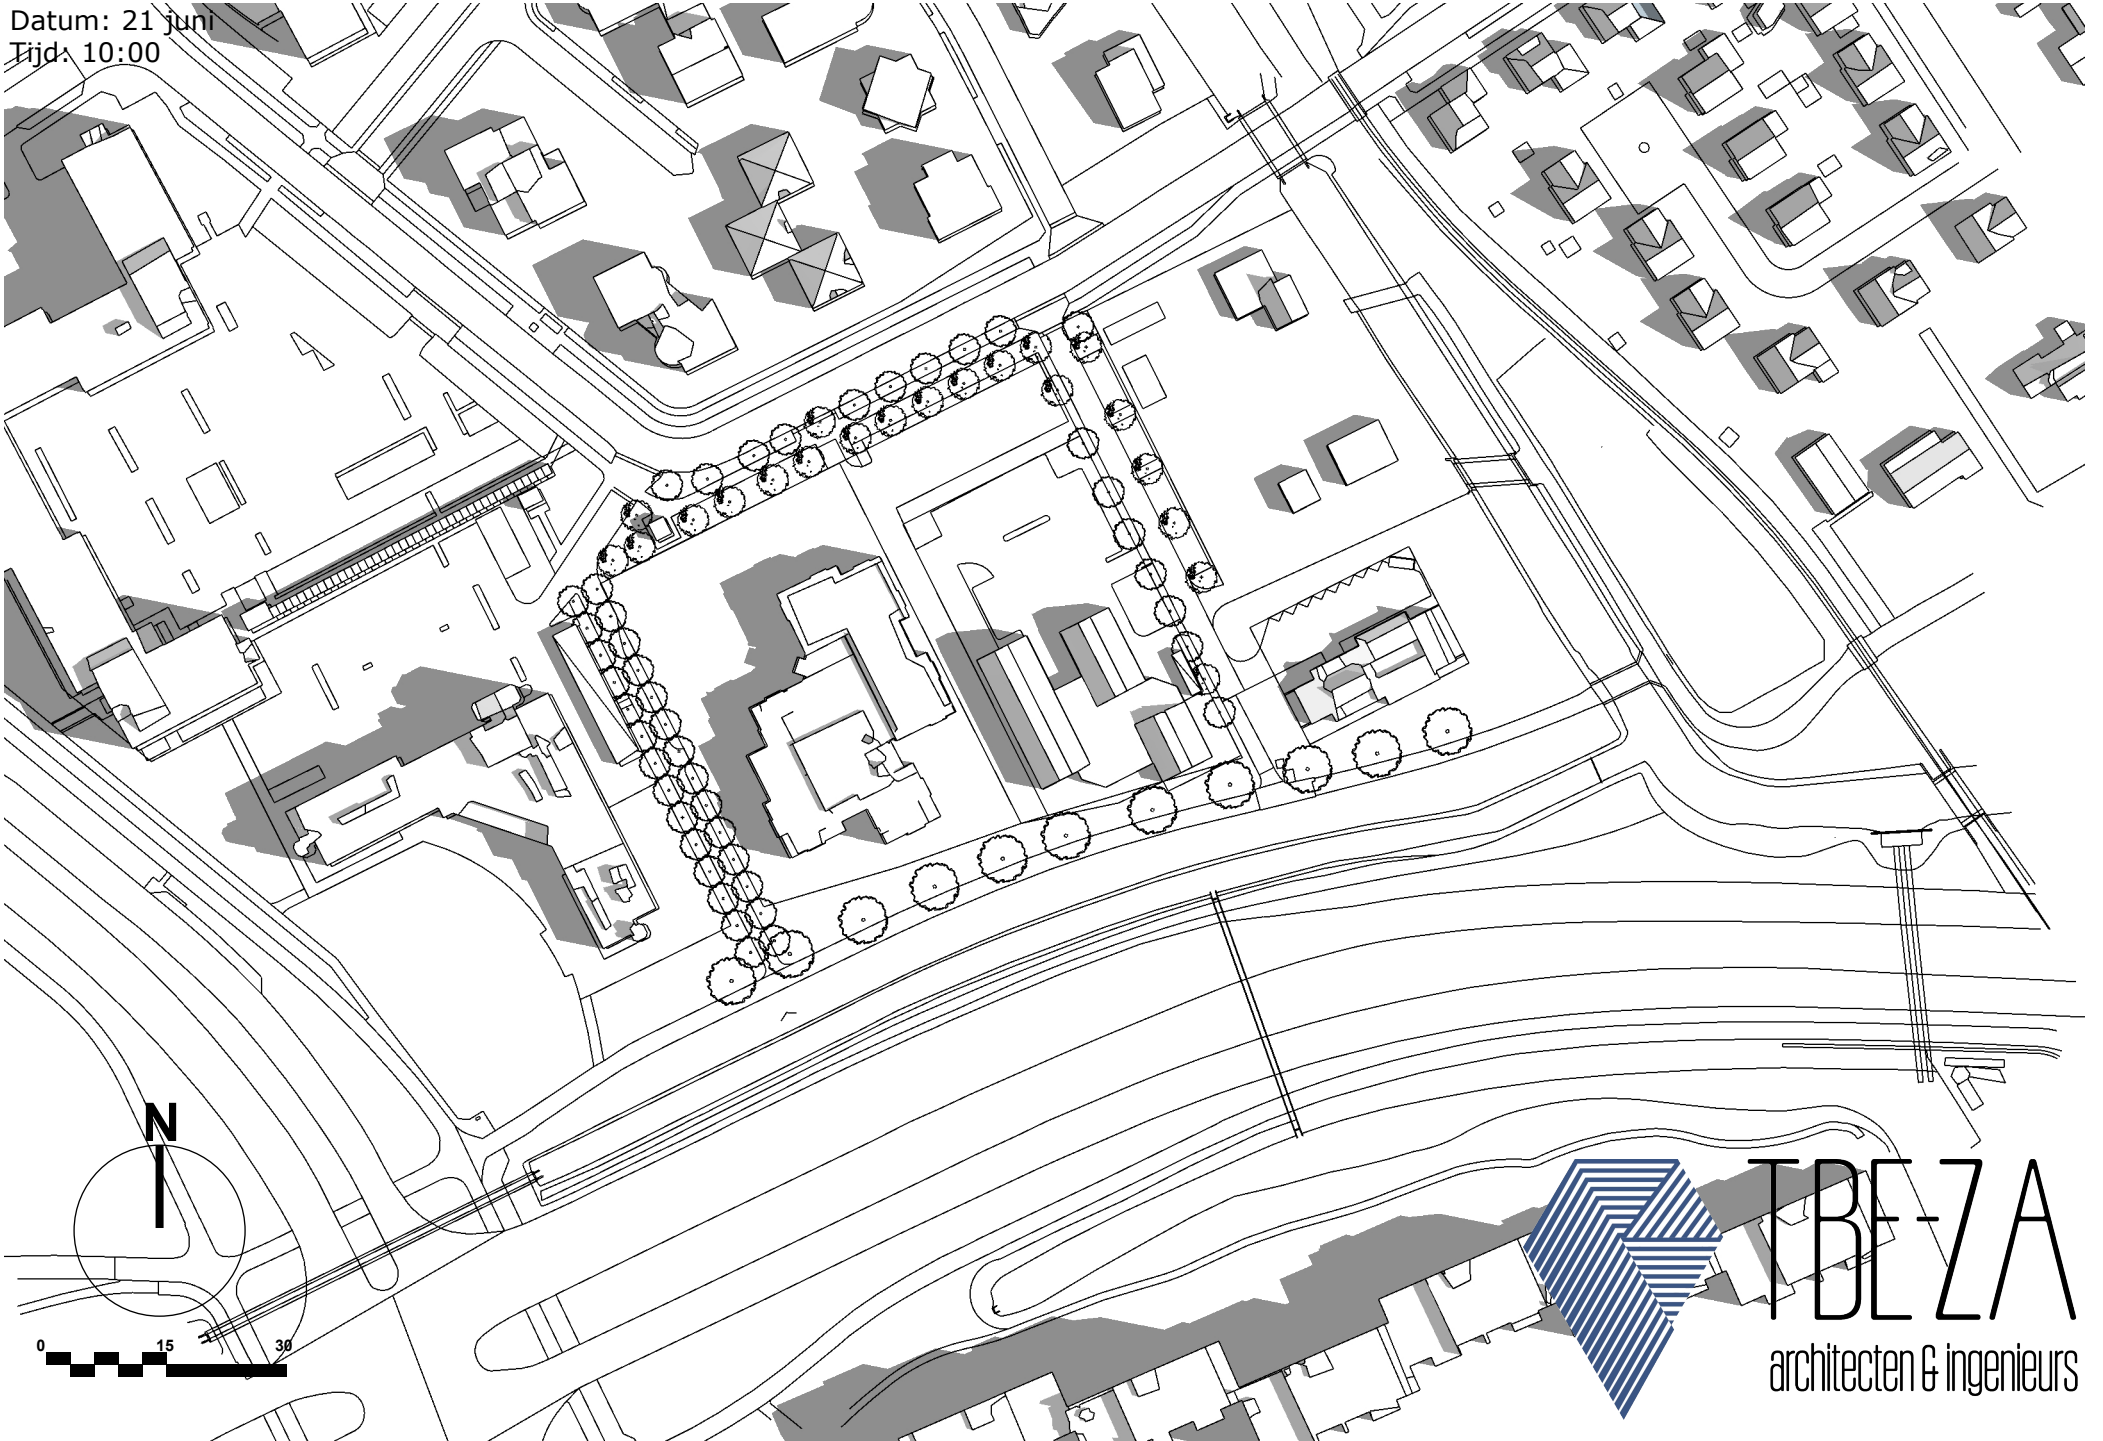 Datum: 21 juni
Tijd: 10:00
N
0 15 30
TBE-ZA
architecten & ingenieurs